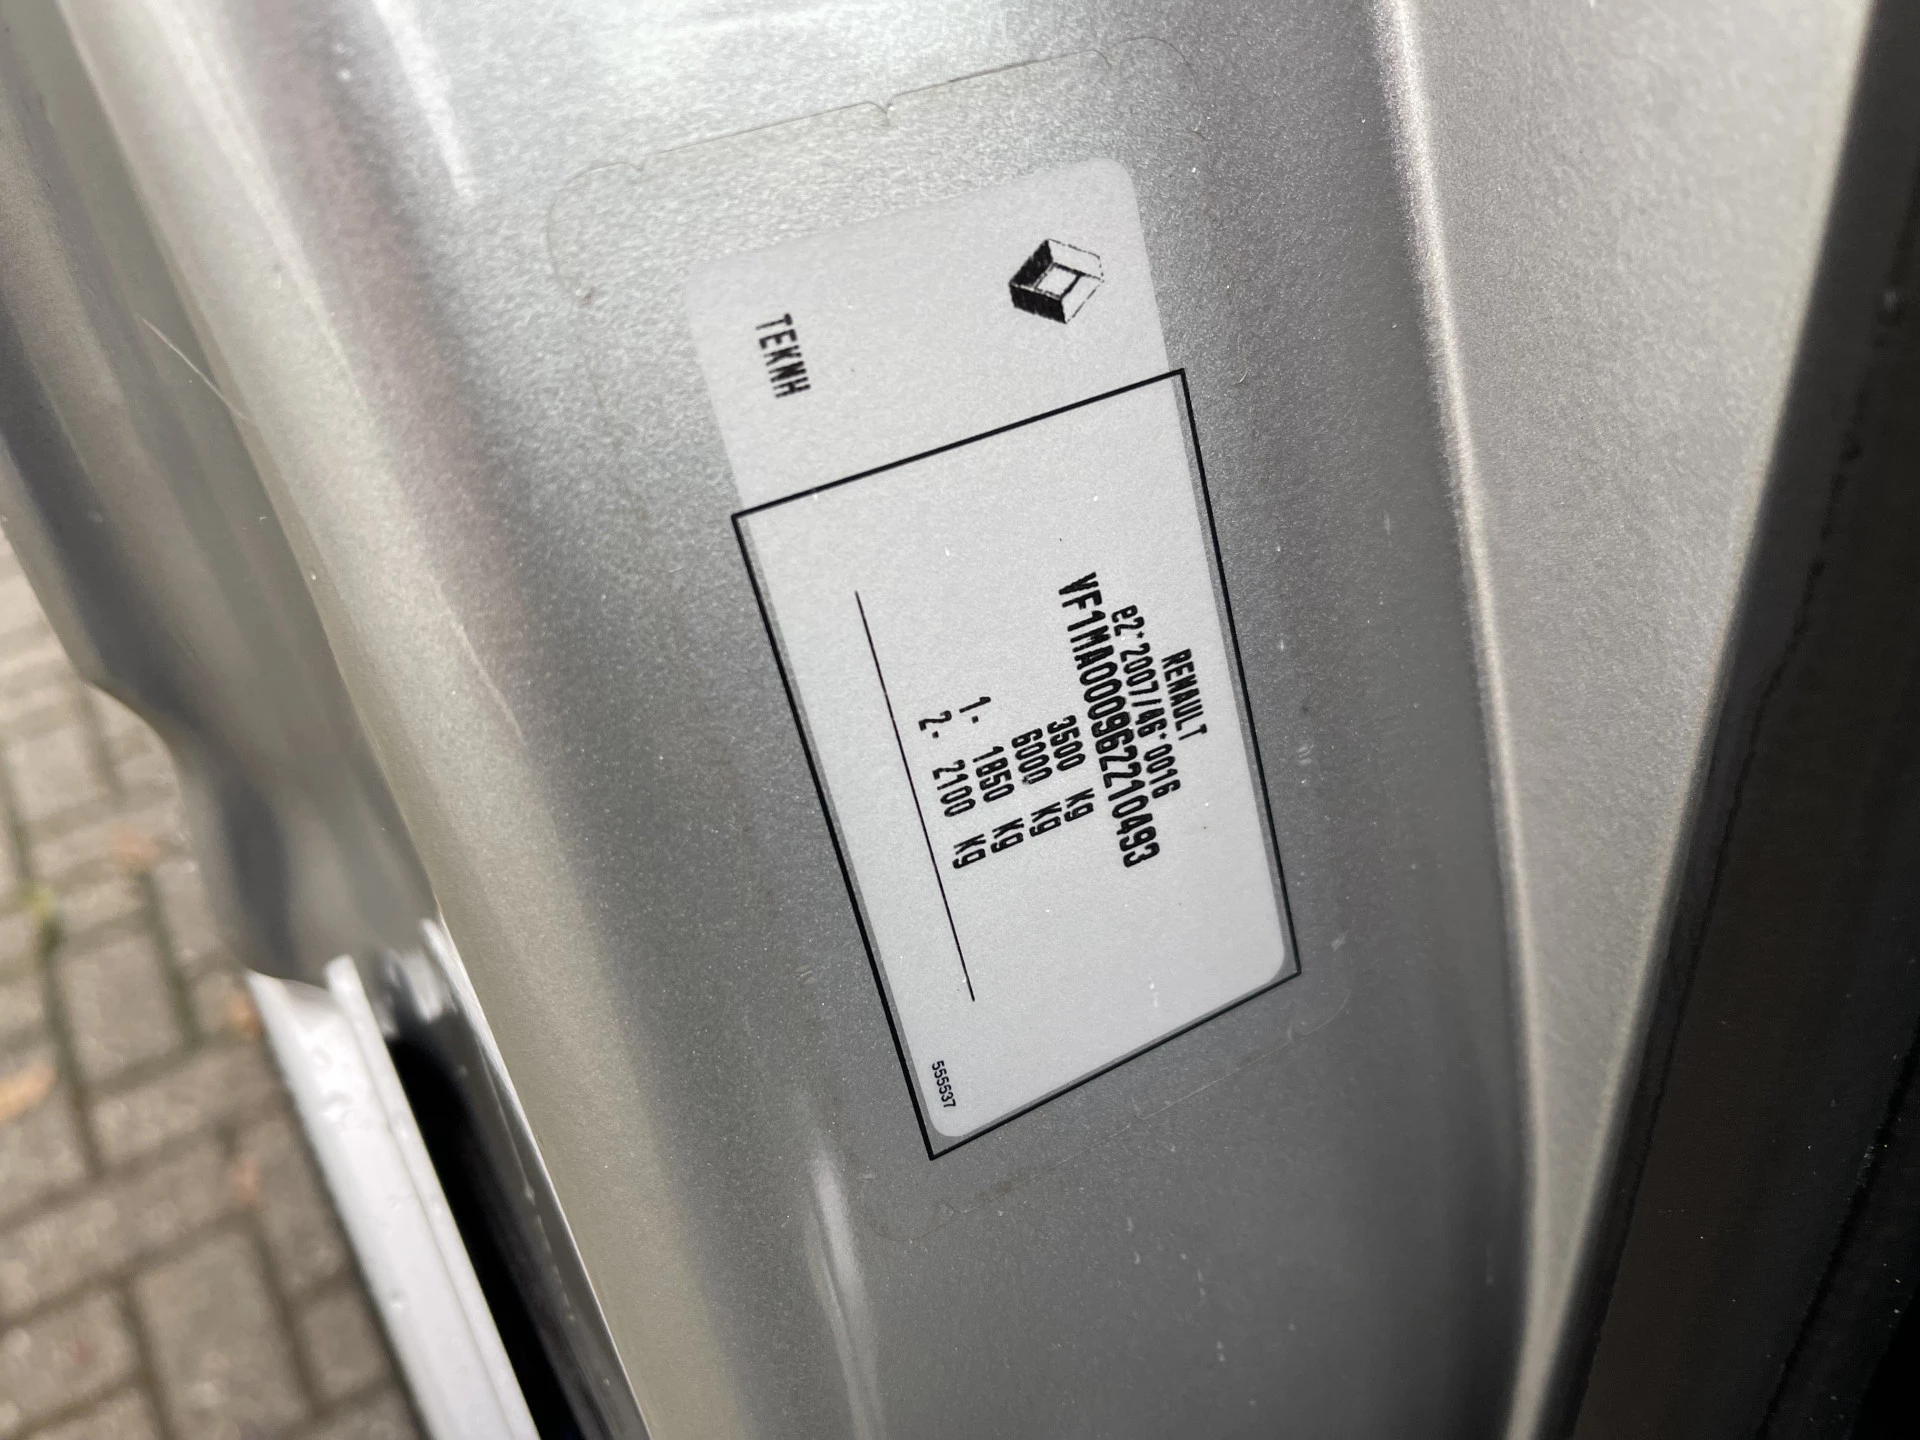 RENAULT
e2*2007/46*0016
VF1MA000962210493
3500 Kg
6000 Kg
1- 1850 Kg
2- 2100 Kg
TEKNH
555537